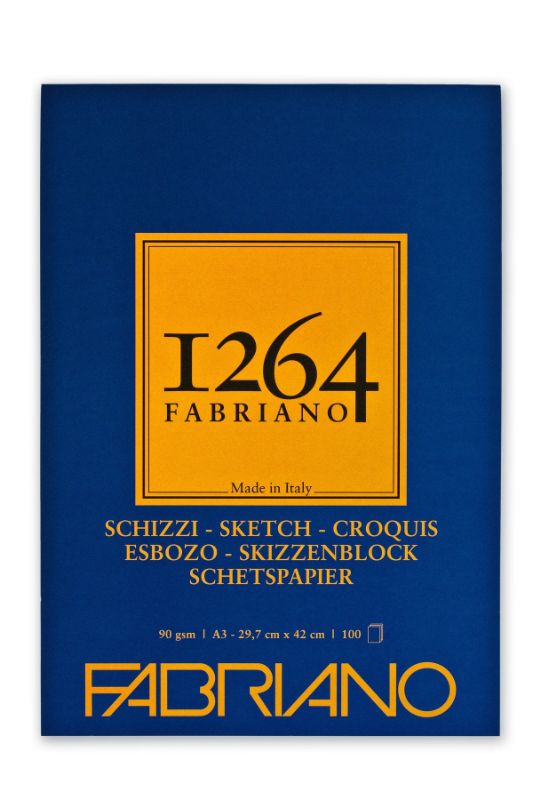 1264
FABRIANO
Made in Italy
SCHIZZI - SKETCH - CROQUIS
ESBOZO - SKIZZENBLOCK
SCHETSPAPIER
90 gsm | A3 - 29,7 cm x 42 cm | 100
FABRIANO